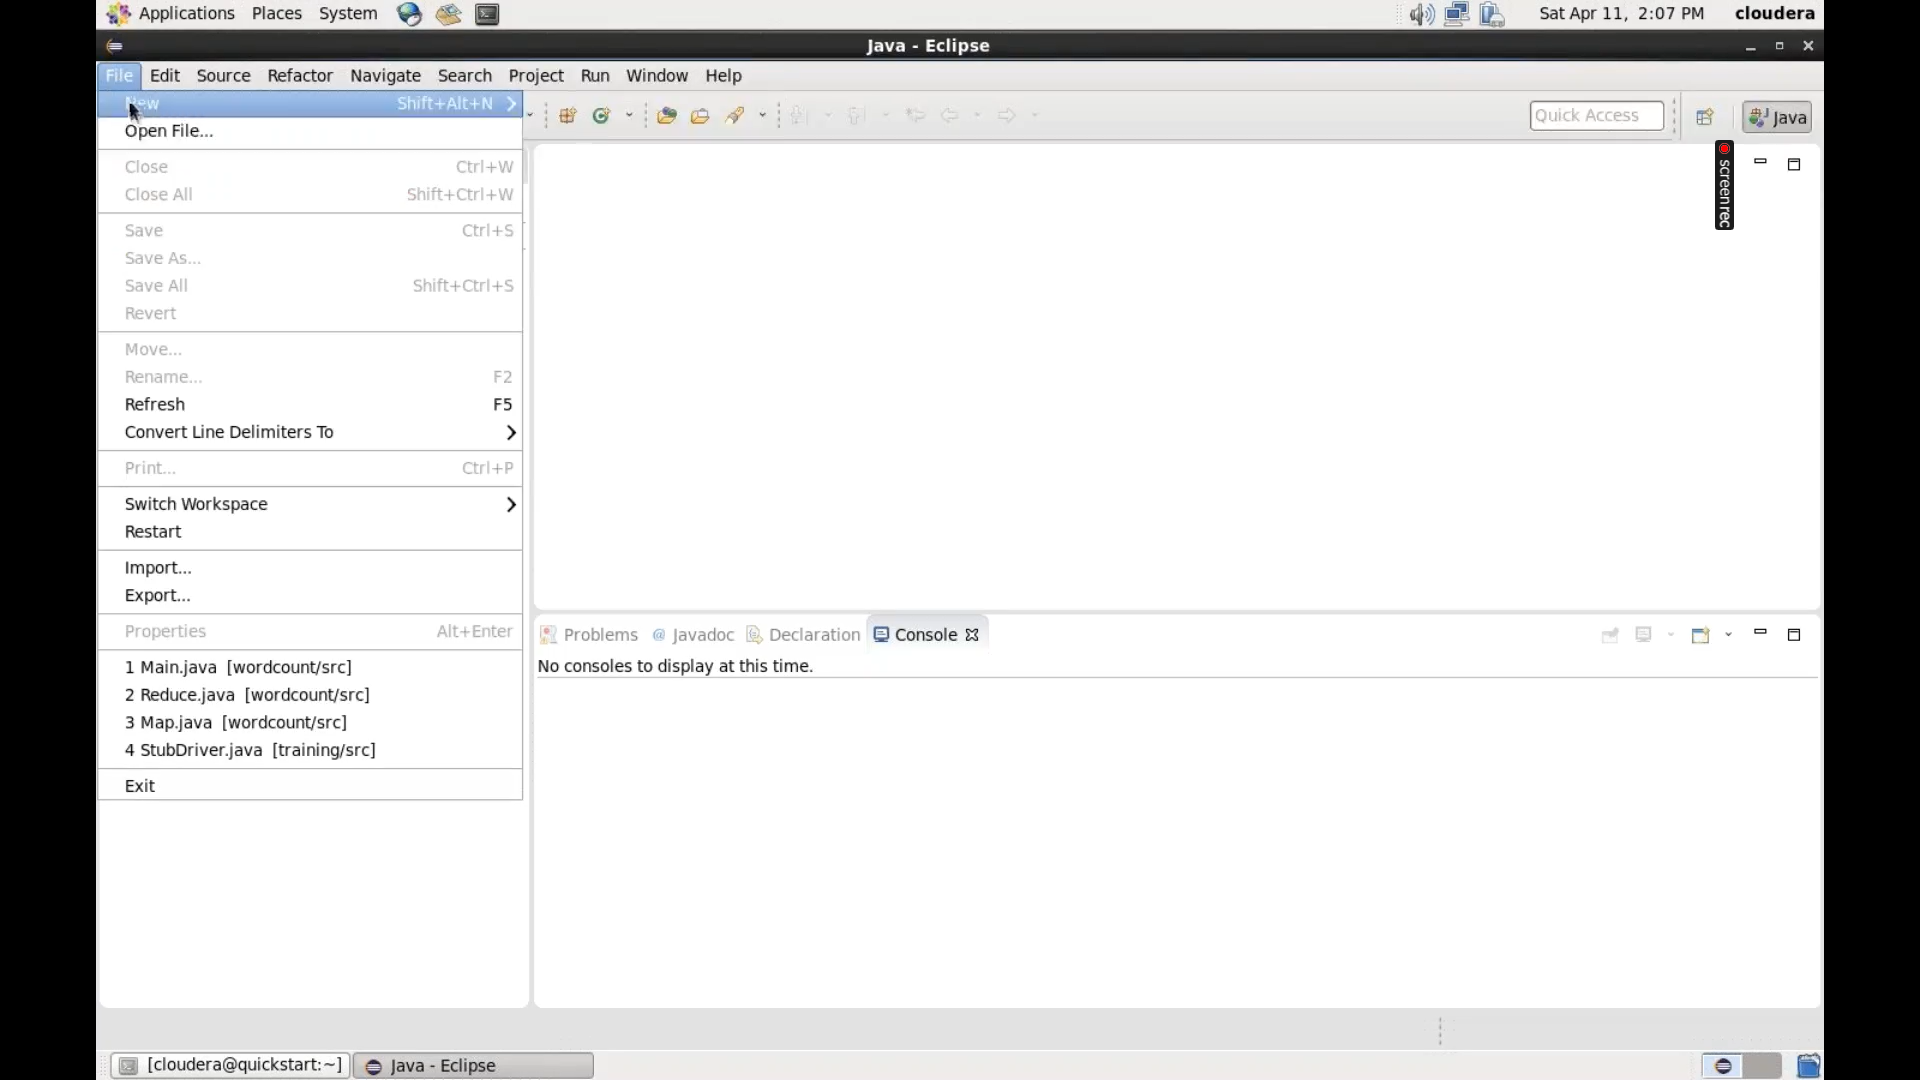 Applications Places System Sat Apr 11, 2:07 PM cloudera
Java - Eclipse
File Edit Source Refactor Navigate Search Project Run Window Help
New Shift+Alt+N
Quick Access Java
Open File...
Close Ctrl+W
Close All Shift+Ctrl+W
screenrec
Save Ctrl+S
Save As...
Save All Shift+Ctrl+S
Revert
Move...
Rename... F2
Refresh F5
Convert Line Delimiters To
Print... Ctrl+P
Switch Workspace
Restart
Import...
Export...
Properties Alt+Enter
1 Main.java [wordcount/src]
2 Reduce.java [wordcount/src]
3 Map.java [wordcount/src]
4 StubDriver.java [training/src]
Exit
Problems @ Javadoc Declaration Console
No consoles to display at this time.
[cloudera@quickstart:~] Java - Eclipse